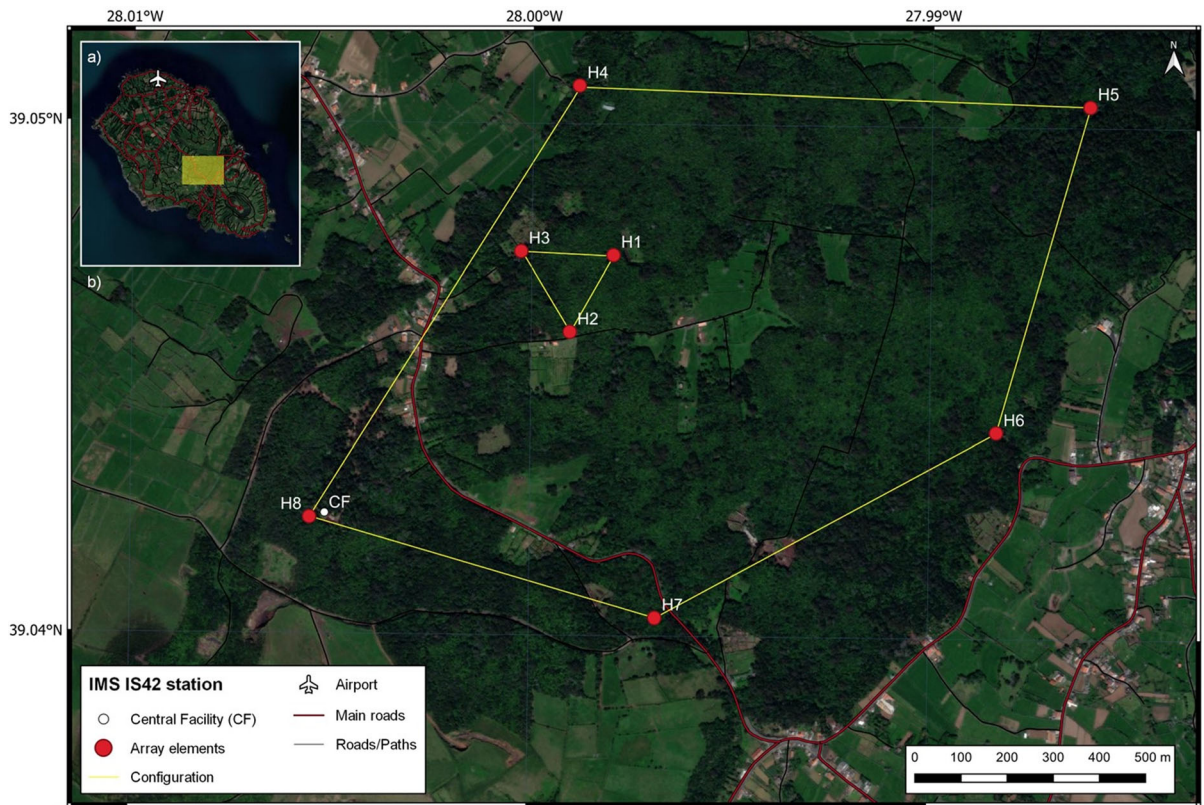 28.01°W 28.00°W 27.99°W
a)
N
H4
H5
39.05°N
H3 H1
b)
H2
H6
H8 CF
H7
39.04°N
IMS IS42 station
Central Facility (CF)
Array elements
Configuration
Airport
Main roads
Roads/Paths
0 100 200 300 400 500 m